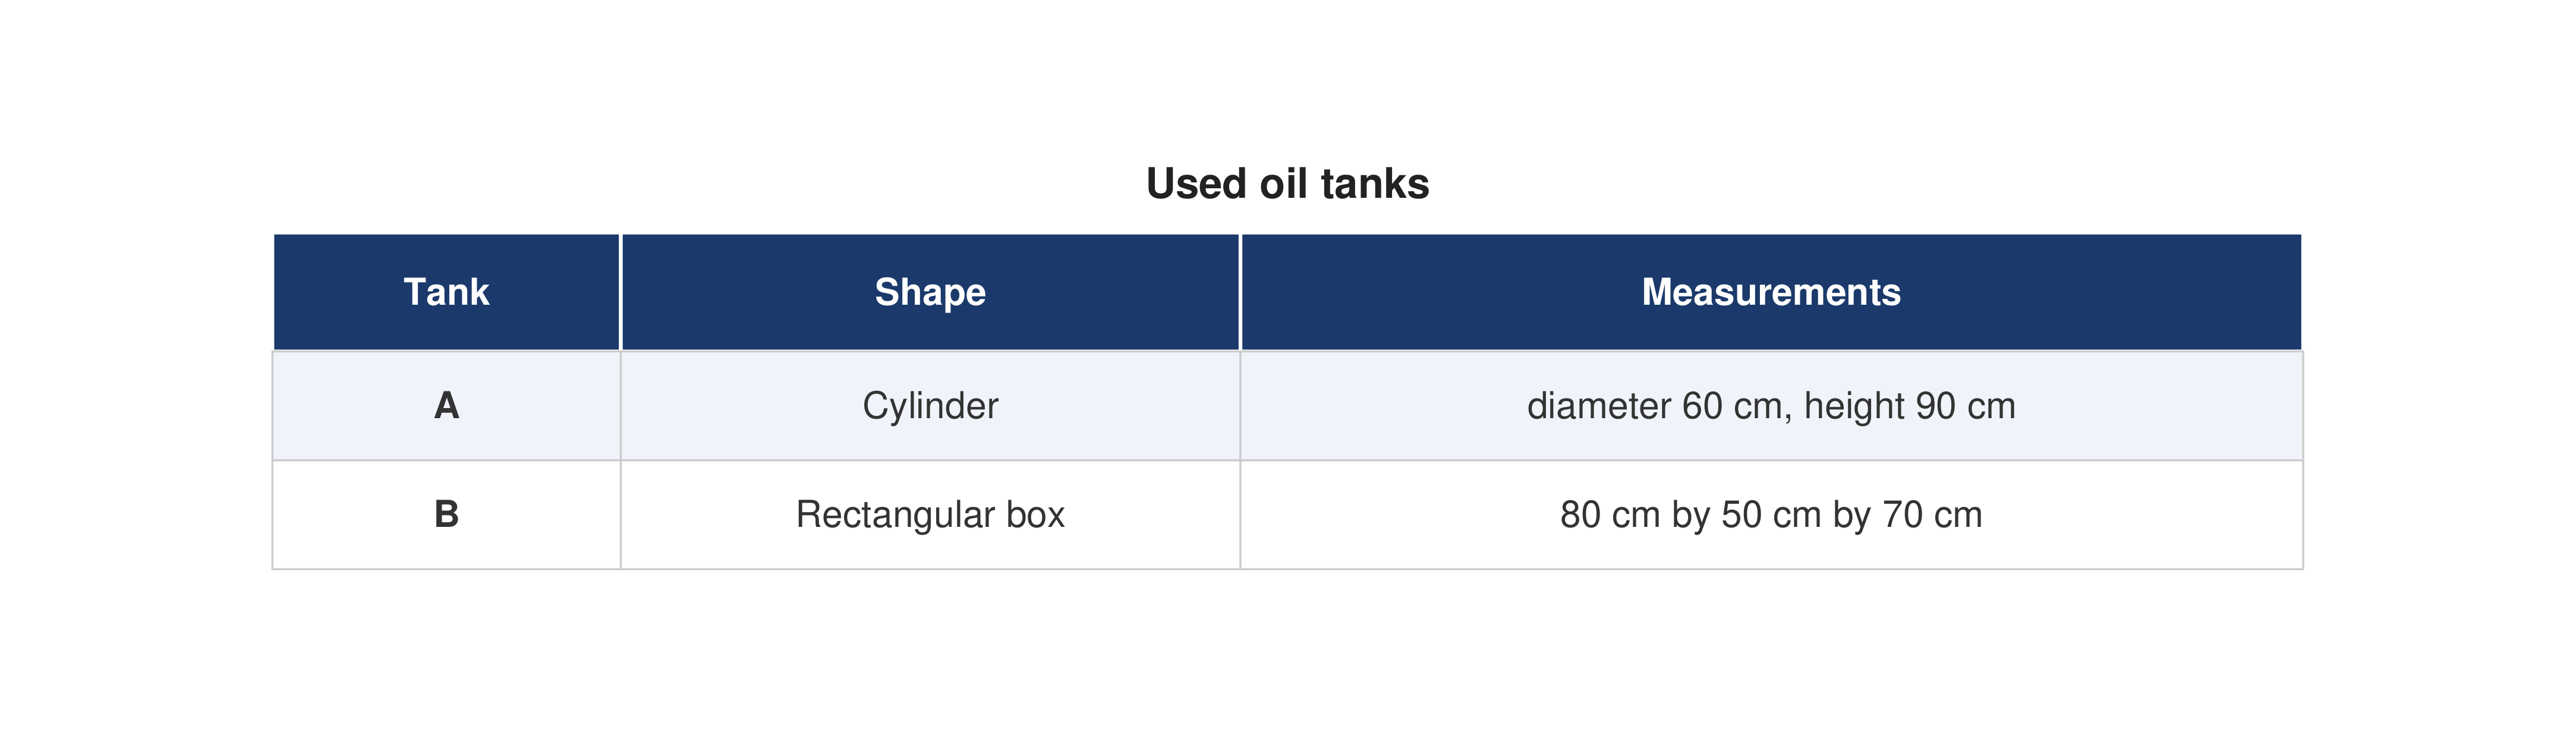 Used oil tanks
Tank Shape Measurements
A Cylinder diameter 60 cm, height 90 cm
B Rectangular box 80 cm by 50 cm by 70 cm